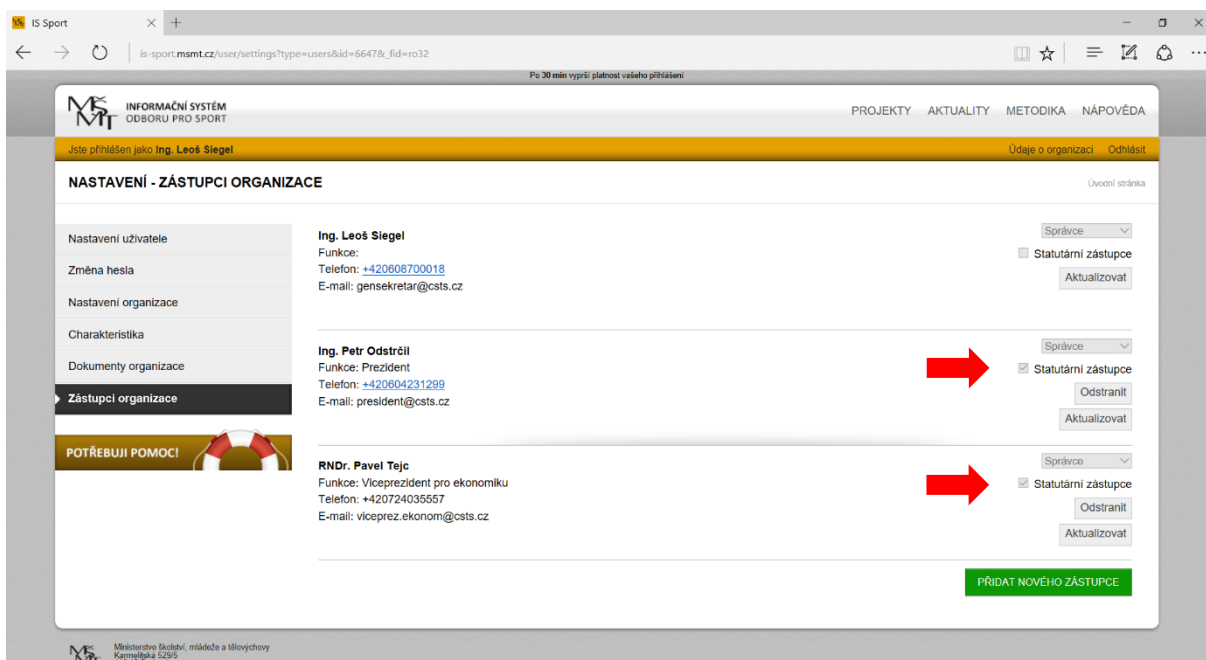 IS Sport
is-sport.msmt.cz/user/settings?type=users&id=6647&_fid=ro32
Po 30 min vyprší platnost vašeho přihlášení
MŠMT INFORMAČNÍ SYSTÉM
ODBORU PRO SPORT
PROJEKTY AKTUALITY METODIKA NÁPOVĚDA
Jste přihlášen jako Ing. Leoš Siegel
Údaje o organizaci Odhlásit
NASTAVENÍ - ZÁSTUPCI ORGANIZACE
Úvodní stránka
Nastavení uživatele
Změna hesla
Nastavení organizace
Charakteristika
Dokumenty organizace
Zástupci organizace
POTŘEBUJI POMOC!
Ing. Leoš Siegel
Funkce:
Telefon: +420608700018
E-mail: gensekretar@csts.cz
Správce
Statutární zástupce
Aktualizovat
Ing. Petr Odstrčil
Funkce: Prezident
Telefon: +420604231299
E-mail: president@csts.cz
Správce
Statutární zástupce
Odstranit
Aktualizovat
RNDr. Pavel Tejc
Funkce: Viceprezident pro ekonomiku
Telefon: +420724035557
E-mail: viceprez.ekonom@csts.cz
Správce
Statutární zástupce
Odstranit
Aktualizovat
PŘIDAT NOVÉHO ZÁSTUPCE
Ministerstvo školství, mládeže a tělovýchovy
Karmelitská 529/5